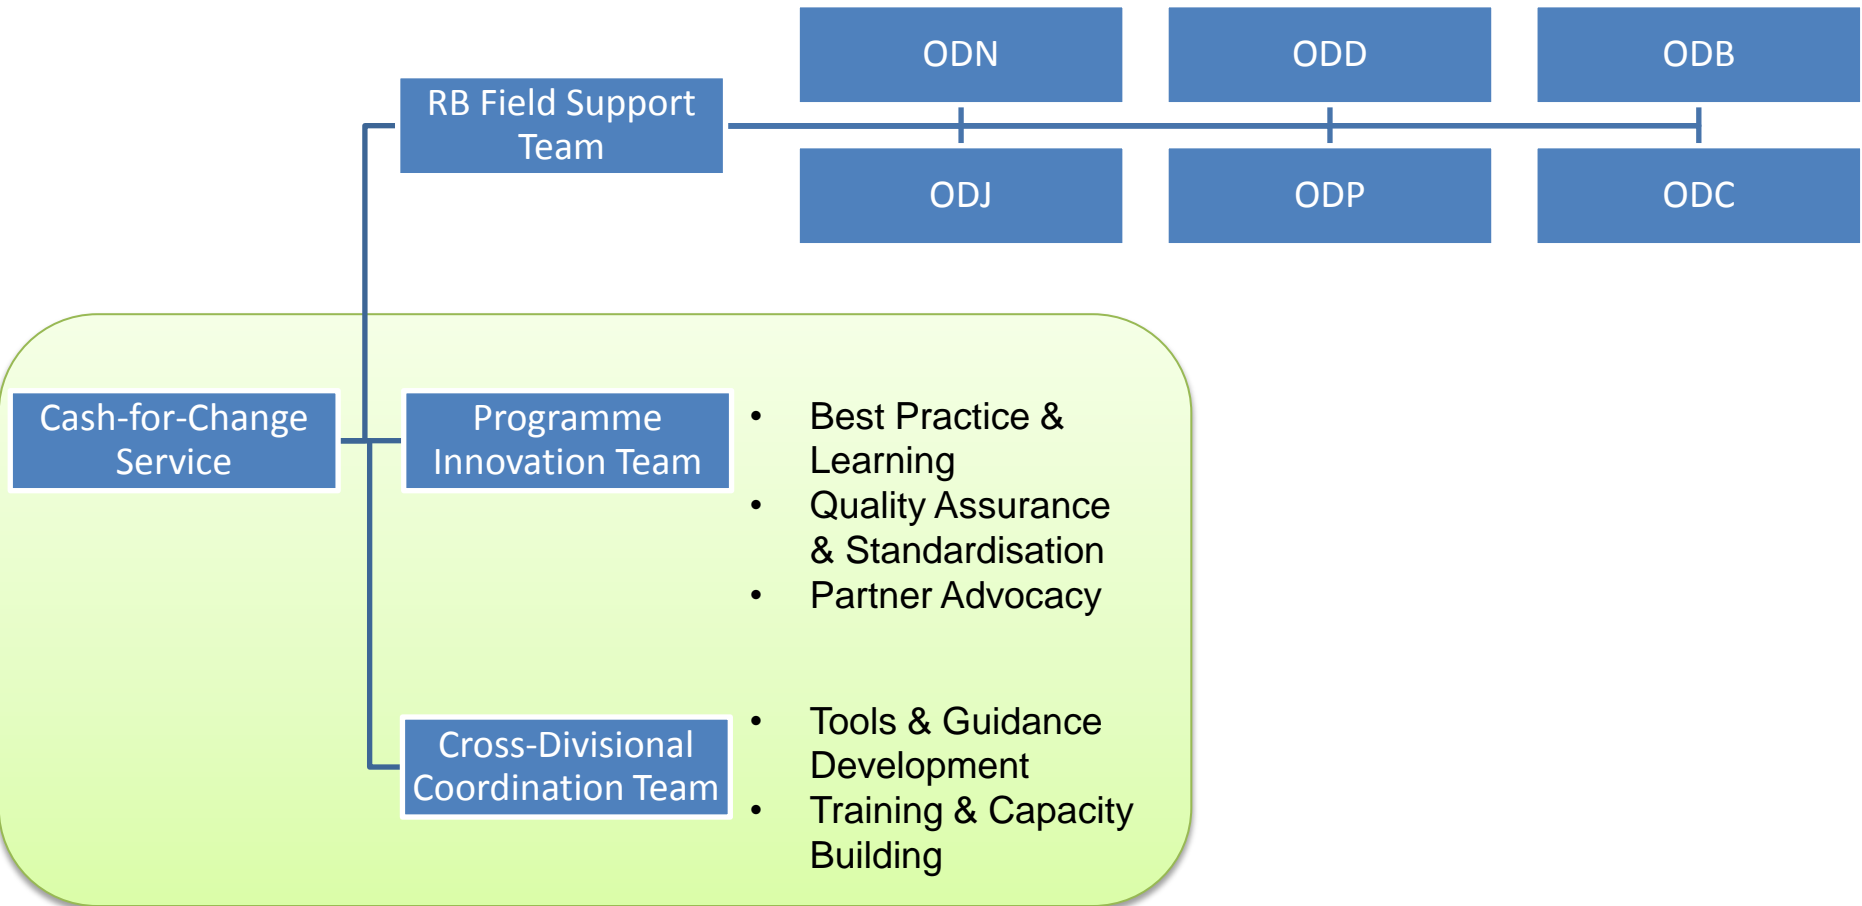 ODN
ODD
ODB
RB Field Support
Team
ODJ
ODP
ODC
Cash-for-Change
Service
Programme
Innovation Team
• Best Practice &
Learning
• Quality Assurance
& Standardisation
• Partner Advocacy
Cross-Divisional
Coordination Team
• Tools & Guidance
Development
• Training & Capacity
Building